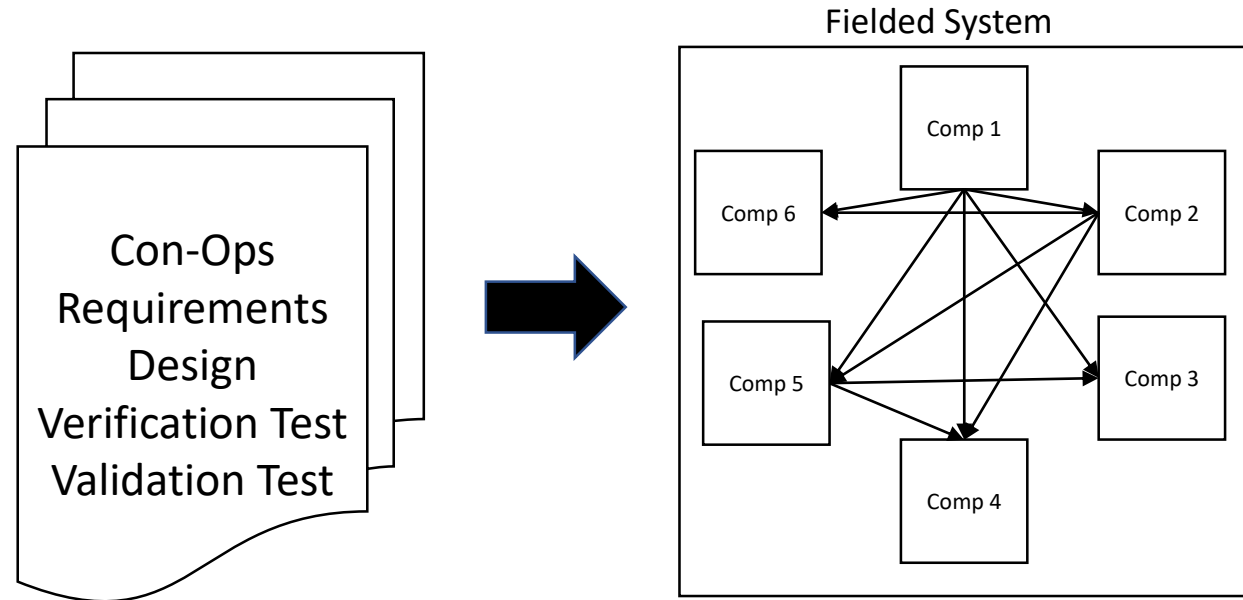 Con-Ops
Requirements
Design
Verification Test
Validation Test
Fielded System
Comp 1
Comp 6
Comp 2
Comp 5
Comp 3
Comp 4